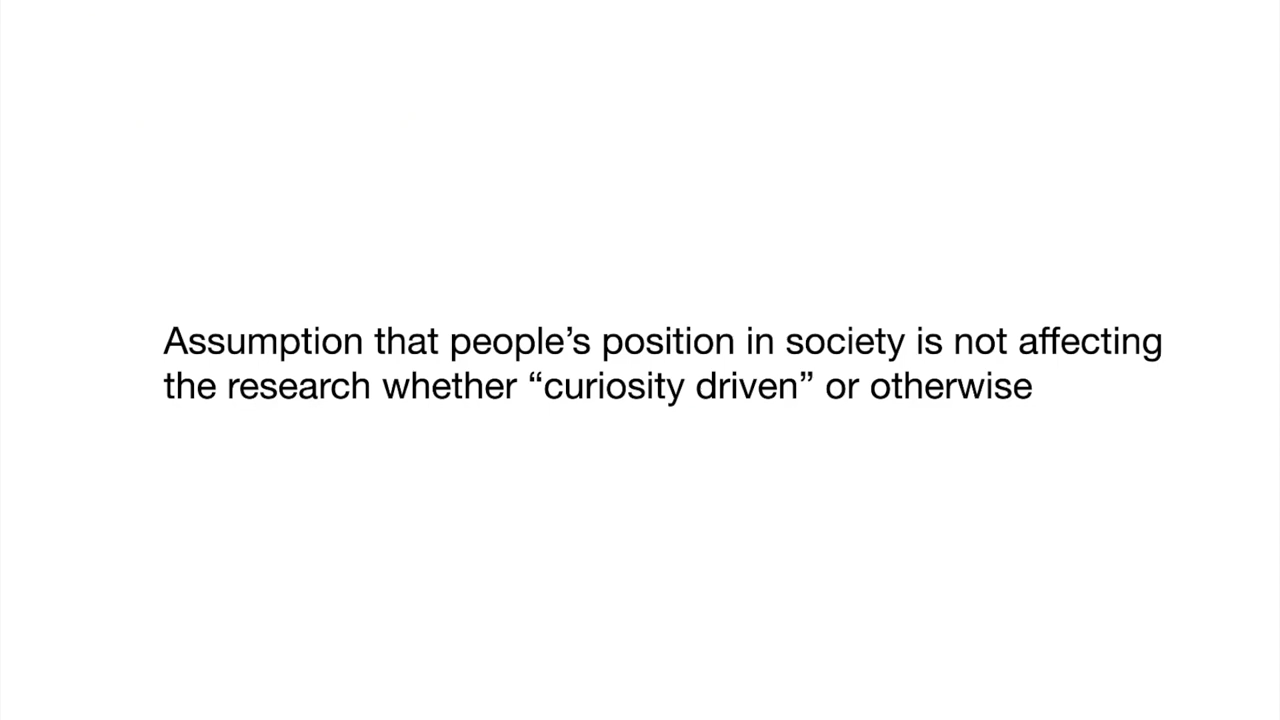 Assumption that people’s position in society is not affecting
the research whether “curiosity driven” or otherwise